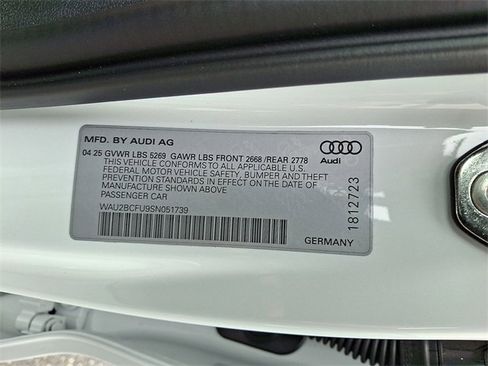 MFD. BY AUDI AG
04 25 GVWR LBS 5269 GAWR LBS FRONT 2668 /REAR 2778
THIS VEHICLE CONFORMS TO ALL APPLICABLE U.S.
FEDERAL MOTOR VEHICLE SAFETY, BUMPER AND THEFT
PREVENTION STANDARDS IN EFFECT ON THE DATE OF
MANUFACTURE SHOWN ABOVE
PASSENGER CAR
WAU2BCFU9SN051739
Audi
1812723
GERMANY